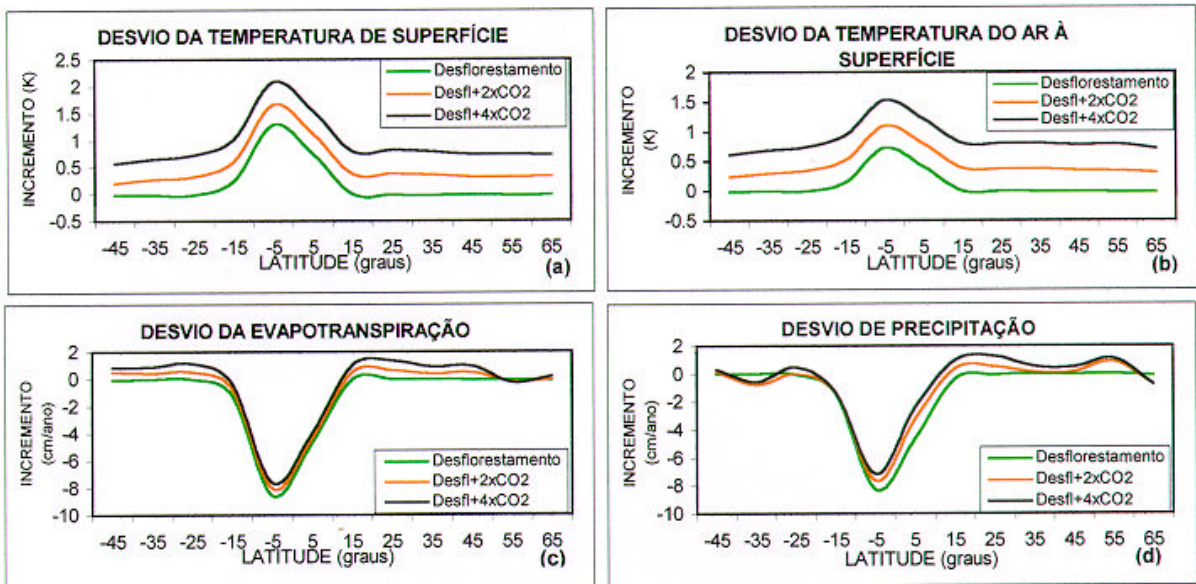 DESVIO DA TEMPERATURA DE SUPERFÍCIE
INCREMENTO (K)
2.5
2
1.5
1
0.5
0
-0.5
Desflorestamento
Desfl+2xCO2
Desfl+4xCO2
-45 -35 -25 -15 -5 5 15 25 35 45 55 65
LATITUDE (graus)
(a)
DESVIO DA TEMPERATURA DO AR À
SUPERFÍCIE
INCREMENTO
(K)
2
1.5
1
0.5
0
-0.5
Desflorestamento
Desfl+2xCO2
Desfl+4xCO2
-45 -35 -25 -15 -5 5 15 25 35 45 55 65
LATITUDE (graus)
(b)
DESVIO DA EVAPOTRANSPIRAÇÃO
INCREMENTO
(cm/ano)
2
0
-2
-4
-6
-8
-10
Desflorestamento
Desfl+2xCO2
Desfl+4xCO2
-45 -35 -25 -15 -5 5 15 25 35 45 55 65
LATITUDE (graus)
(c)
DESVIO DE PRECIPITAÇÃO
INCREMENTO
(cm/ano)
2
0
-2
-4
-6
-8
-10
Desflorestamento
Desfl+2xCO2
Desfl+4xCO2
-45 -35 -25 -15 -5 5 15 25 35 45 55 65
LATITUDE (graus)
(d)